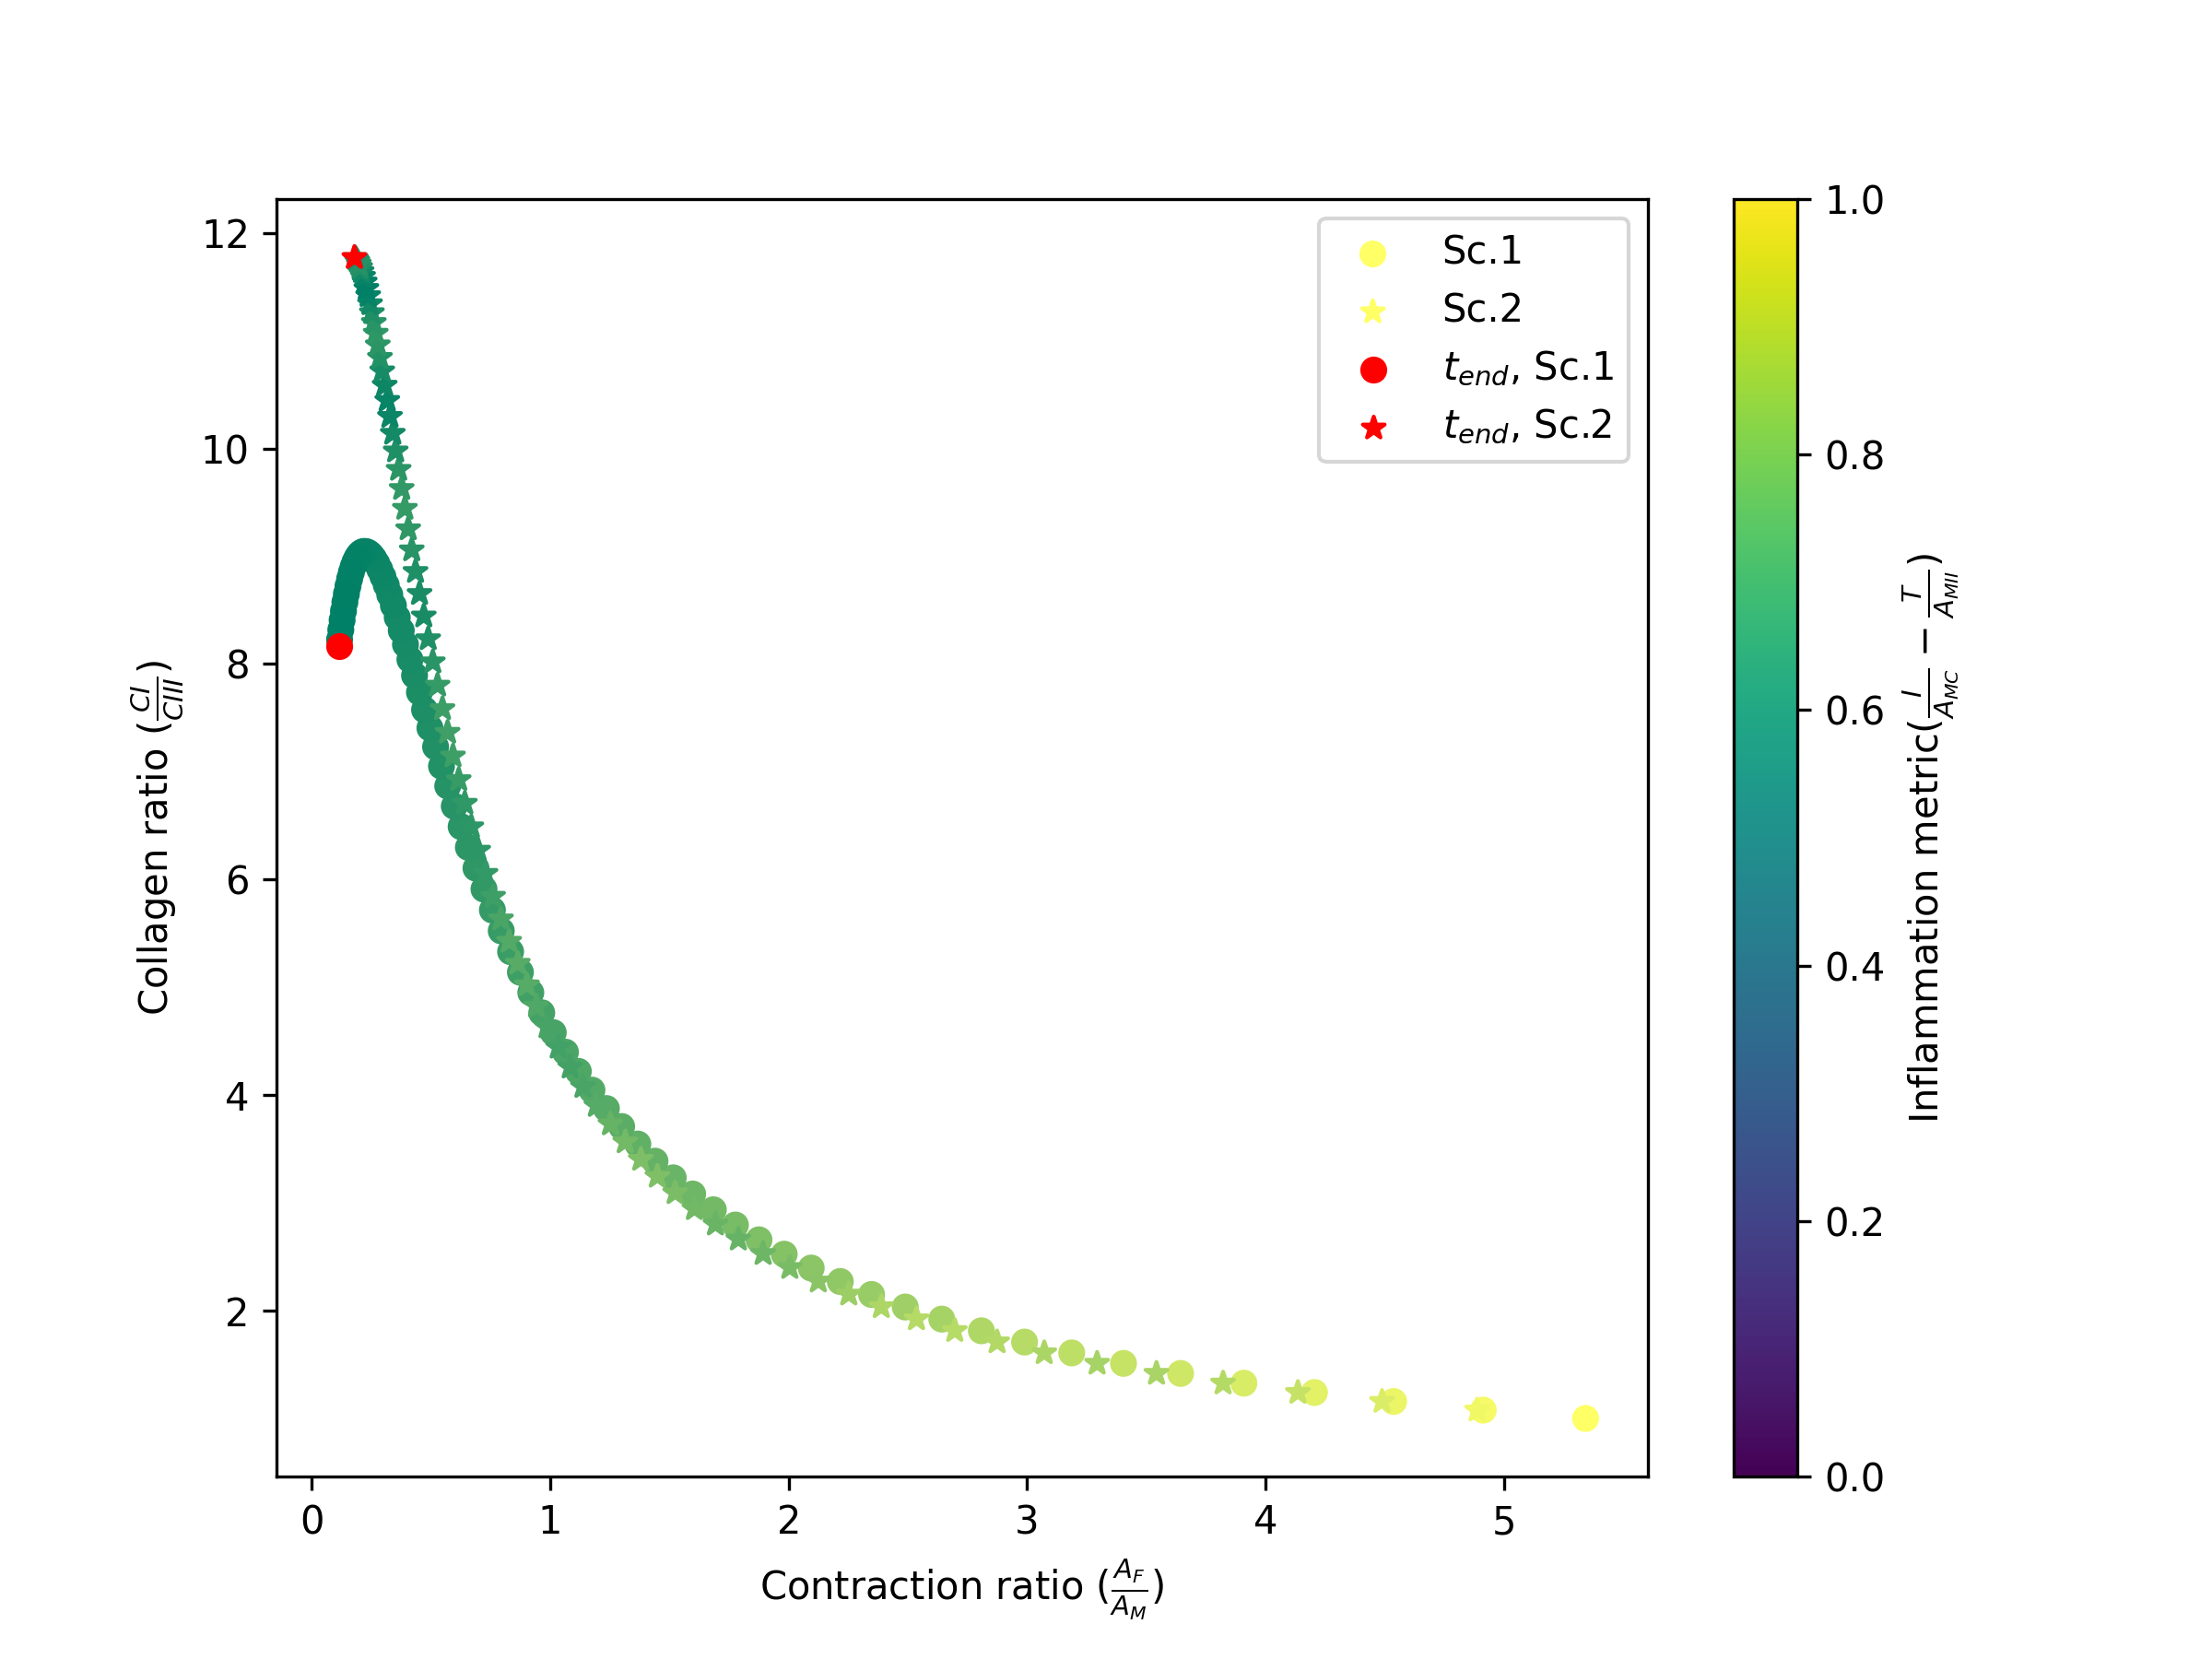 Sc.1
Sc.2
t_end, Sc.1
t_end, Sc.2
12
10
8
6
4
2
0 1 2 3 4 5
Collagen ratio (CI/CIII)
Contraction ratio (A_F/A_M)
1.0
0.8
0.6
0.4
0.2
0.0
Inflammation metric(I/A_MC − T/A_MII)